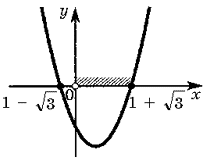 y
0
1 − √3
1 + √3
x